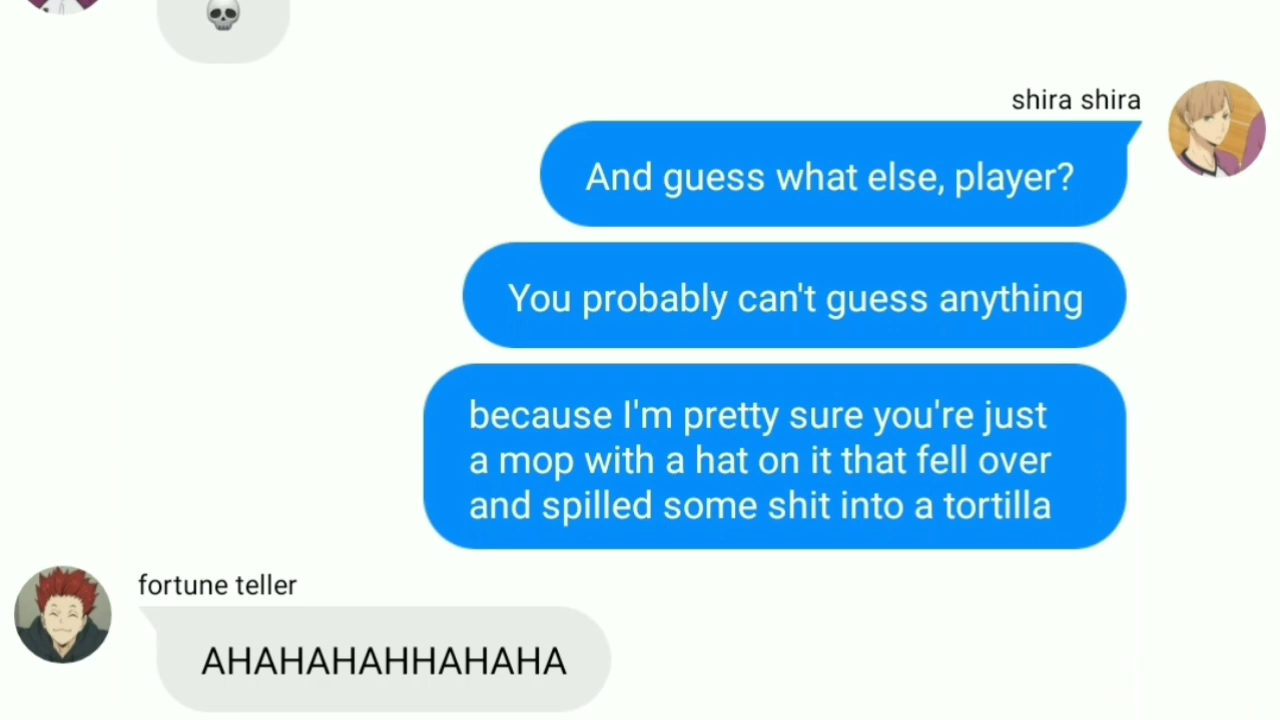 💀
shira shira
And guess what else, player?
You probably can't guess anything
because I'm pretty sure you're just
a mop with a hat on it that fell over
and spilled some shit into a tortilla
fortune teller
AHAHAHAHHAHAHA